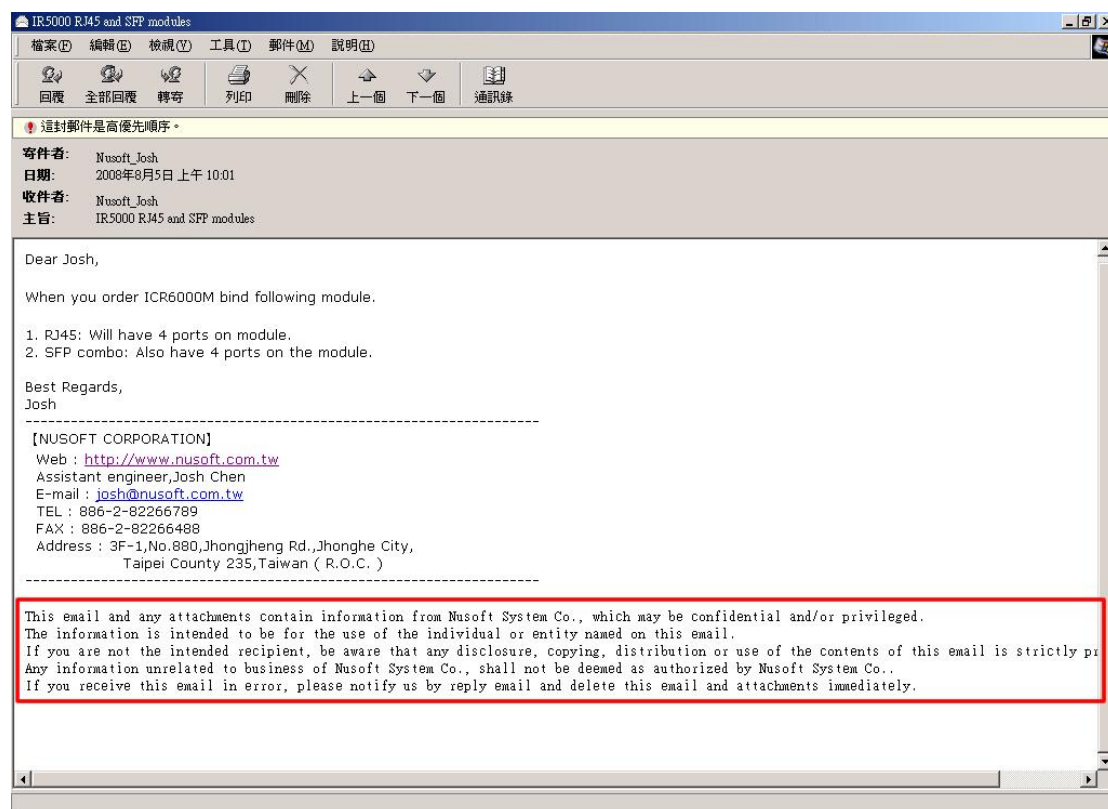 IR5000 RJ45 and SFP modules
檔案(F) 編輯(E) 檢視(V) 工具(T) 郵件(M) 說明(H)
回覆 全部回覆 轉寄 列印 刪除 上一個 下一個 通訊錄
這封郵件是高優先順序。
寄件者: Nusoft_Josh
日期: 2008年8月5日 上午 10:01
收件者: Nusoft_Josh
主旨: IR5000 RJ45 and SFP modules
Dear Josh,
When you order ICR6000M bind following module.
1. RJ45: Will have 4 ports on module.
2. SFP combo: Also have 4 ports on the module.
Best Regards,
Josh
--------------------------------------------------------------------
【NUSOFT CORPORATION】
Web : http://www.nusoft.com.tw
Assistant engineer,Josh Chen
E-mail : josh@nusoft.com.tw
TEL : 886-2-82266789
FAX : 886-2-82266488
Address : 3F-1,No.880,Jhongjheng Rd.,Jhonghe City,
Taipei County 235,Taiwan ( R.O.C. )
--------------------------------------------------------------------
This email and any attachments contain information from Nusoft System Co., which may be confidential and/or privileged.
The information is intended to be for the use of the individual or entity named on this email.
If you are not the intended recipient, be aware that any disclosure, copying, distribution or use of the contents of this email is strictly pr
Any information unrelated to business of Nusoft System Co., shall not be deemed as authorized by Nusoft System Co..
If you receive this email in error, please notify us by reply email and delete this email and attachments immediately.